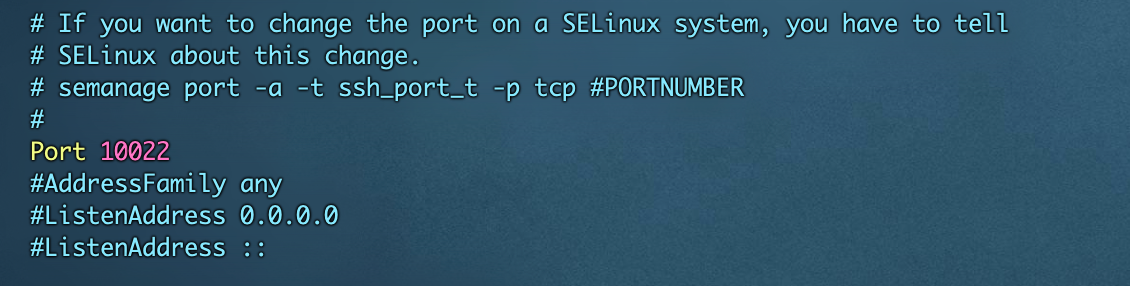 # If you want to change the port on a SELinux system, you have to tell
# SELinux about this change.
# semanage port -a -t ssh_port_t -p tcp #PORTNUMBER
#
Port 10022
#AddressFamily any
#ListenAddress 0.0.0.0
#ListenAddress ::